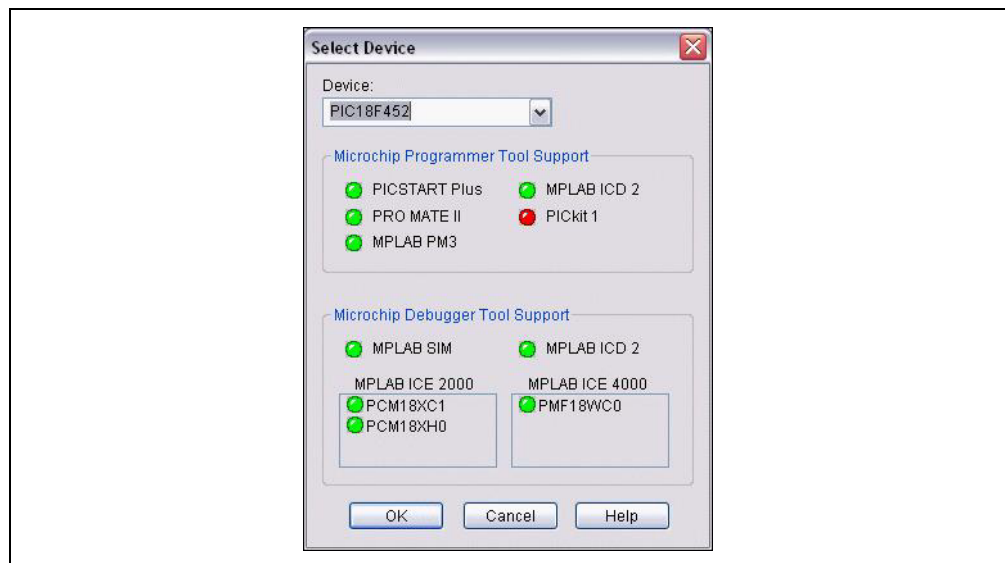 Select Device
Device:
PIC18F452
Microchip Programmer Tool Support
PICSTART Plus MPLAB ICD 2
PRO MATE II PICkit 1
MPLAB PM3
Microchip Debugger Tool Support
MPLAB SIM MPLAB ICD 2
MPLAB ICE 2000 MPLAB ICE 4000
PCM18XC1 PMF18WC0
PCM18XH0
OK Cancel Help